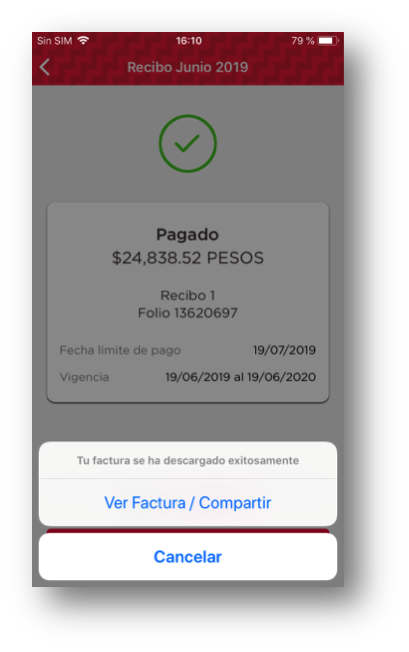 Sin SIM 16:10 79 %
Recibo Junio 2019
Pagado
$24,838.52 PESOS
Recibo 1
Folio 13620697
Fecha límite de pago 19/07/2019
Vigencia 19/06/2019 al 19/06/2020
Tu factura se ha descargado exitosamente
Ver Factura / Compartir
Cancelar